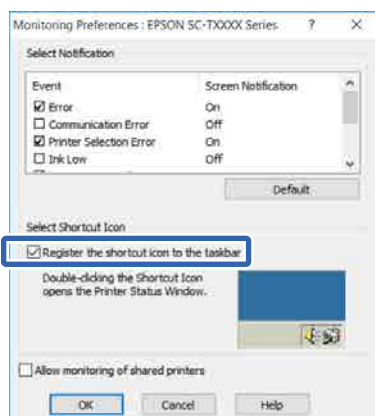 Monitoring Preferences : EPSON SC-TXXXX Series ? ×
Select Notification
Event Screen Notification
Error On
Communication Error Off
Printer Selection Error On
Ink Low Off
Default
Select Shortcut Icon
Register the shortcut icon to the taskbar
Double-clicking the Shortcut Icon
opens the Printer Status Window.
Allow monitoring of shared printers
OK Cancel Help